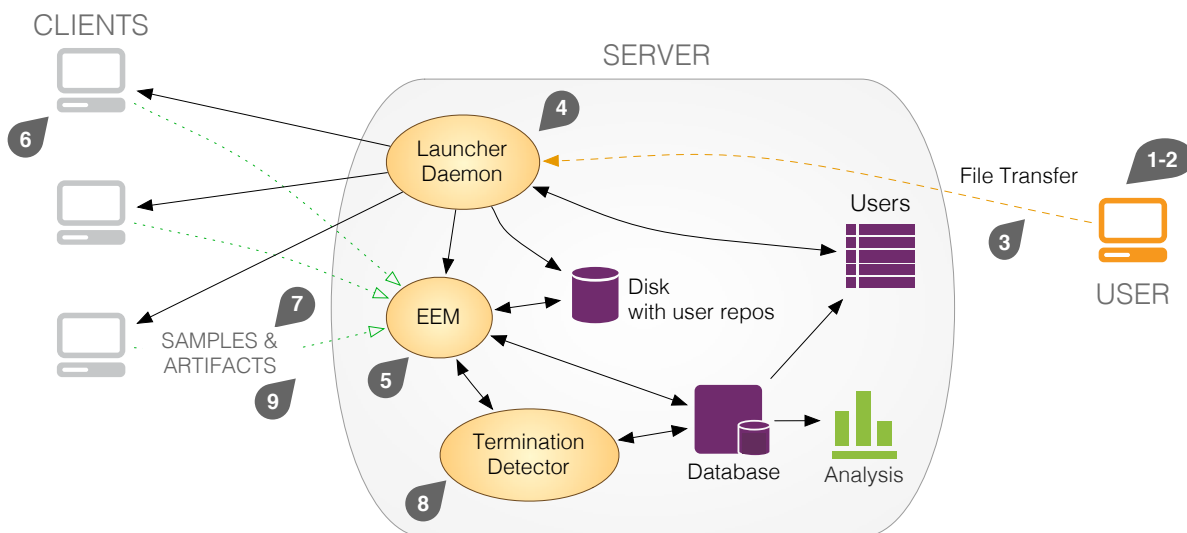 CLIENTS
SERVER
4
6
Launcher
Daemon
1-2
File Transfer
Users
3
7
Disk
with user repos
EEM
USER
SAMPLES &
ARTIFACTS
5
9
Termination
Detector
Database
Analysis
8